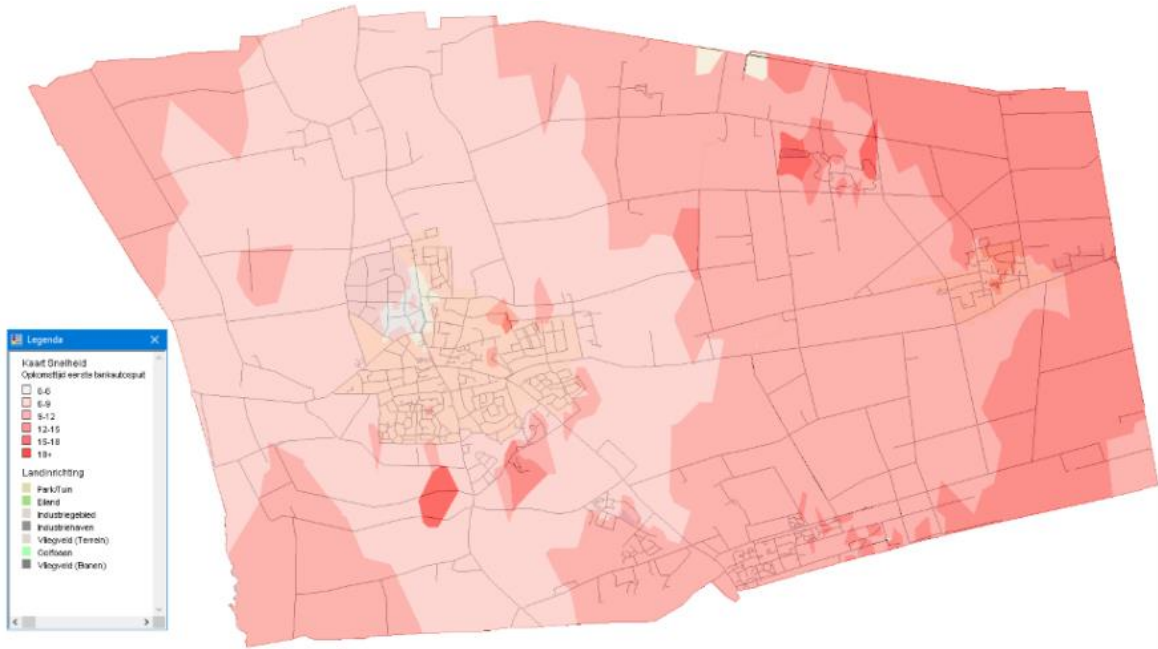 Legenda
Kaart Snelheid
Opkomsttijd eerste tankautospuit
0-6
6-9
9-12
12-15
15-18
18+
Landinrichting
Park/Tuin
Eiland
Industriegebied
Industriehaven
Vliegveld (Terrein)
Vliegveld (Banen)